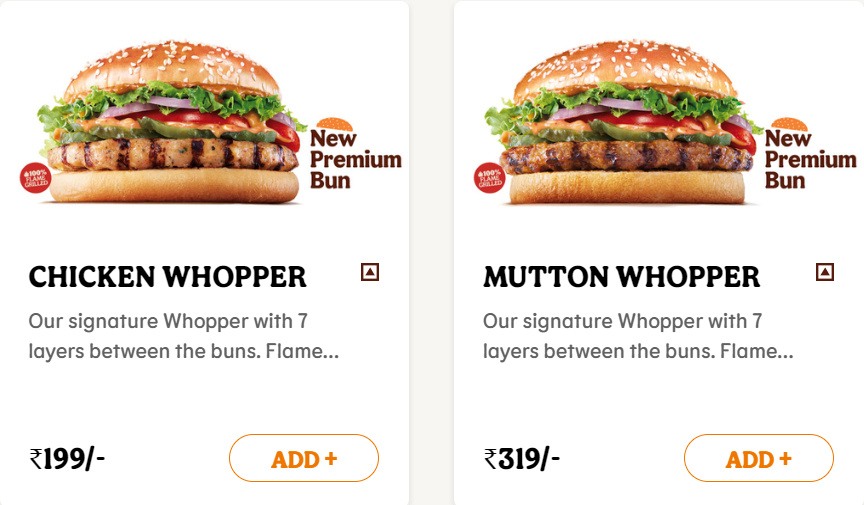 100%
FLAME
GRILLED
New
Premium
Bun
CHICKEN WHOPPER
Our signature Whopper with 7
layers between the buns. Flame...
₹199/-
ADD +
100%
FLAME
GRILLED
New
Premium
Bun
MUTTON WHOPPER
Our signature Whopper with 7
layers between the buns. Flame...
₹319/-
ADD +